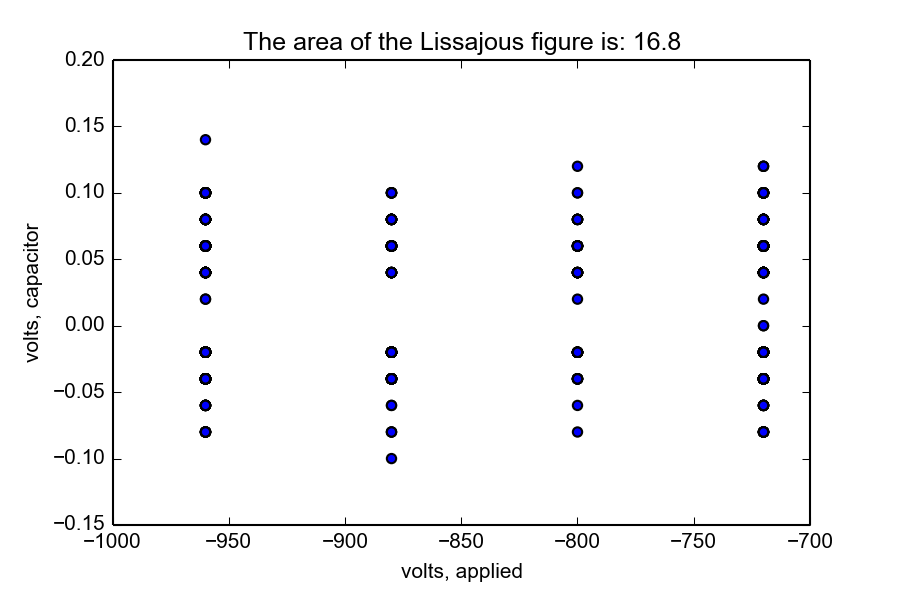 The area of the Lissajous figure is: 16.8
0.20
0.15
0.10
0.05
0.00
−0.05
−0.10
−0.15
volts, capacitor
−1000 −950 −900 −850 −800 −750 −700
volts, applied